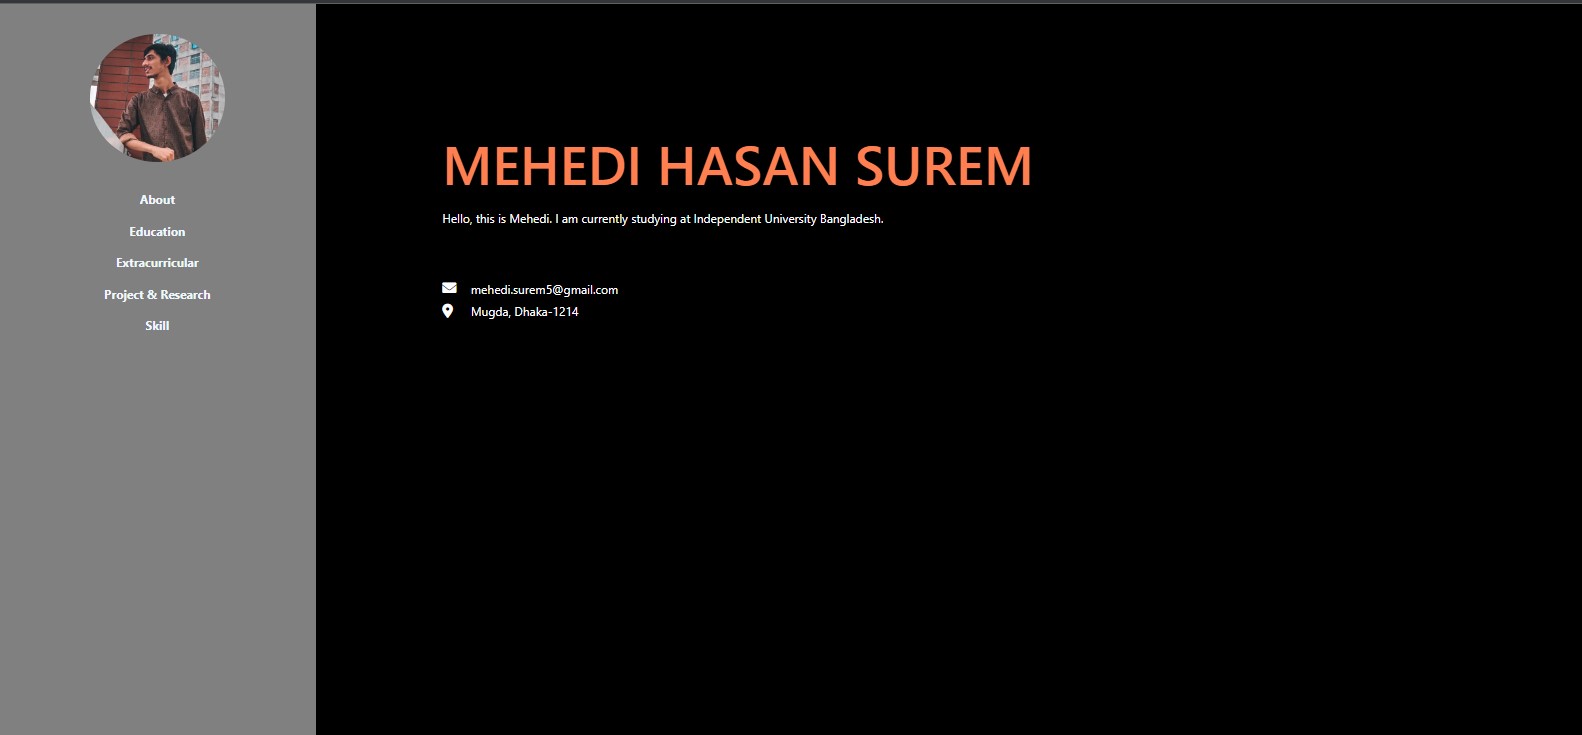 About
Education
Extracurricular
Project & Research
Skill
MEHEDI HASAN SUREM
Hello, this is Mehedi. I am currently studying at Independent University Bangladesh.
mehedi.surem5@gmail.com
Mugda, Dhaka-1214